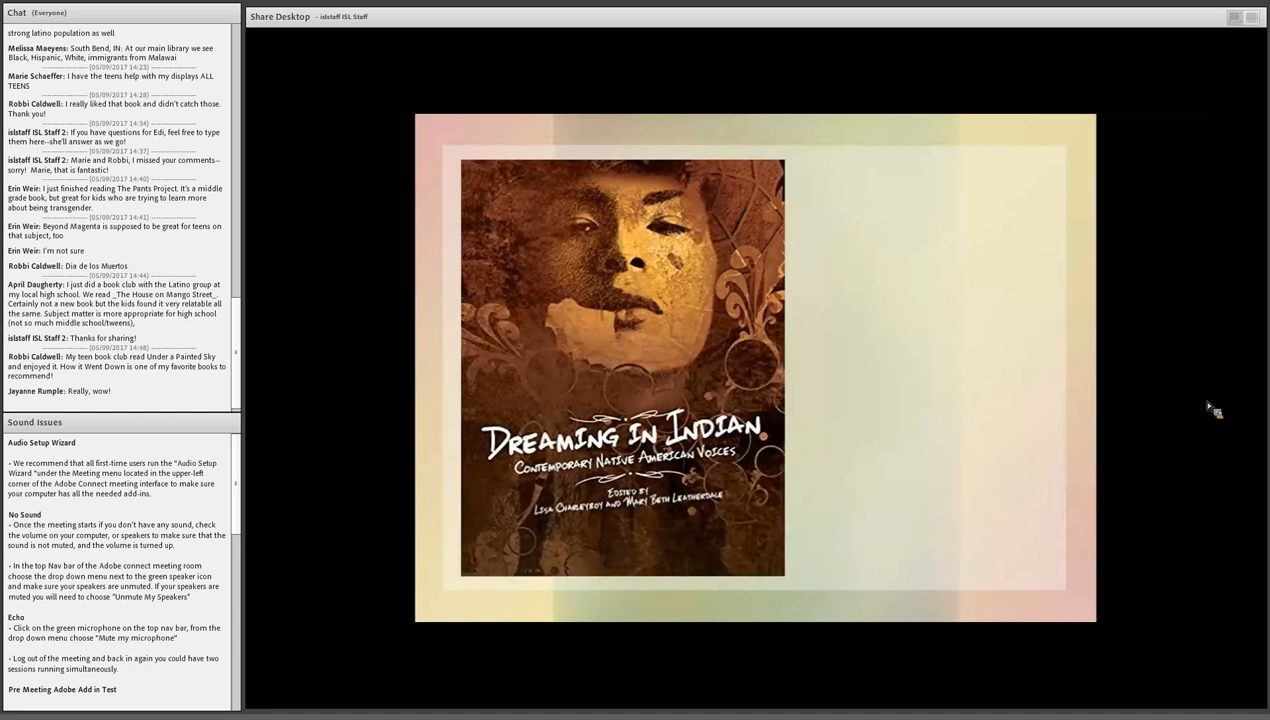 Chat (Everyone)
strong latino population as well
Melissa Maeyens: South Bend, IN: At our main library we see
Black, Hispanic, White, immigrants from Malawai
------------------ (05/09/2017 14:23) ------------------
Marie Schaeffer: I have the teens help with my displays ALL
TEENS
------------------ (05/09/2017 14:28) ------------------
Robbi Caldwell: I really liked that book and didn't catch those.
Thank you!
------------------ (05/09/2017 14:34) ------------------
islstaff ISL Staff 2: If you have questions for Edi, feel free to type
them here--she'll answer as we go!
------------------ (05/09/2017 14:37) ------------------
islstaff ISL Staff 2: Marie and Robbi, I missed your comments--
sorry! Marie, that is fantastic!
------------------ (05/09/2017 14:40) ------------------
Erin Weir: I just finished reading The Pants Project. It's a middle
grade book, but great for kids who are trying to learn more
about being transgender.
------------------ (05/09/2017 14:41) ------------------
Erin Weir: Beyond Magenta is supposed to be great for teens on
that subject, too
Erin Weir: I'm not sure
Robbi Caldwell: Dia de los Muertos
------------------ (05/09/2017 14:44) ------------------
April Daugherty: I just did a book club with the Latino group at
my local high school. We read _The House on Mango Street_.
Certainly not a new book but the kids found it very relatable all
the same. Subject matter is more appropriate for high school
(not so much middle school/tweens),
islstaff ISL Staff 2: Thanks for sharing!
------------------ (05/09/2017 14:48) ------------------
Robbi Caldwell: My teen book club read Under a Painted Sky
and enjoyed it. How it Went Down is one of my favorite books to
recommend!
Jayanne Rumple: Really, wow!
Sound Issues
Audio Setup Wizard
• We recommend that all first-time users run the "Audio Setup
Wizard "under the Meeting menu located in the upper-left
corner of the Adobe Connect meeting interface to make sure
your computer has all the needed add-ins.
No Sound
• Once the meeting starts if you don't have any sound, check
the volume on your computer, or speakers to make sure that the
sound is not muted, and the volume is turned up.
• In the top Nav bar of the Adobe connect meeting room
choose the drop down menu next to the green speaker icon
and make sure your speakers are unmuted. If your speakers are
muted you will need to choose "Unmute My Speakers"
Echo
• Click on the green microphone on the top nav bar, from the
drop down menu choose "Mute my microphone"
• Log out of the meeting and back in again you could have two
sessions running simultaneously.
Pre Meeting Adobe Add in Test
Share Desktop - islstaff ISL Staff
DREAMING IN INDIAN
CONTEMPORARY NATIVE AMERICAN VOICES
EDITED BY
LISA CHARLEYBOY AND MARY BETH LEATHERDALE